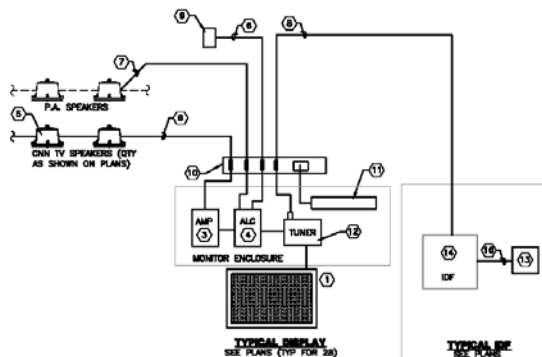 9
6
8
7
P.A. SPEAKERS
5
6
CNN TV SPEAKERS (QTY
AS SHOWN ON PLANS)
10
11
AMP
3
ALC
4
TUNER
12
MONITOR ENCLOSURE
1
14
IDF
13
TYPICAL DISPLAY
SEE PLANS (TYP FOR 28)
TYPICAL IDF
SEE PLANS